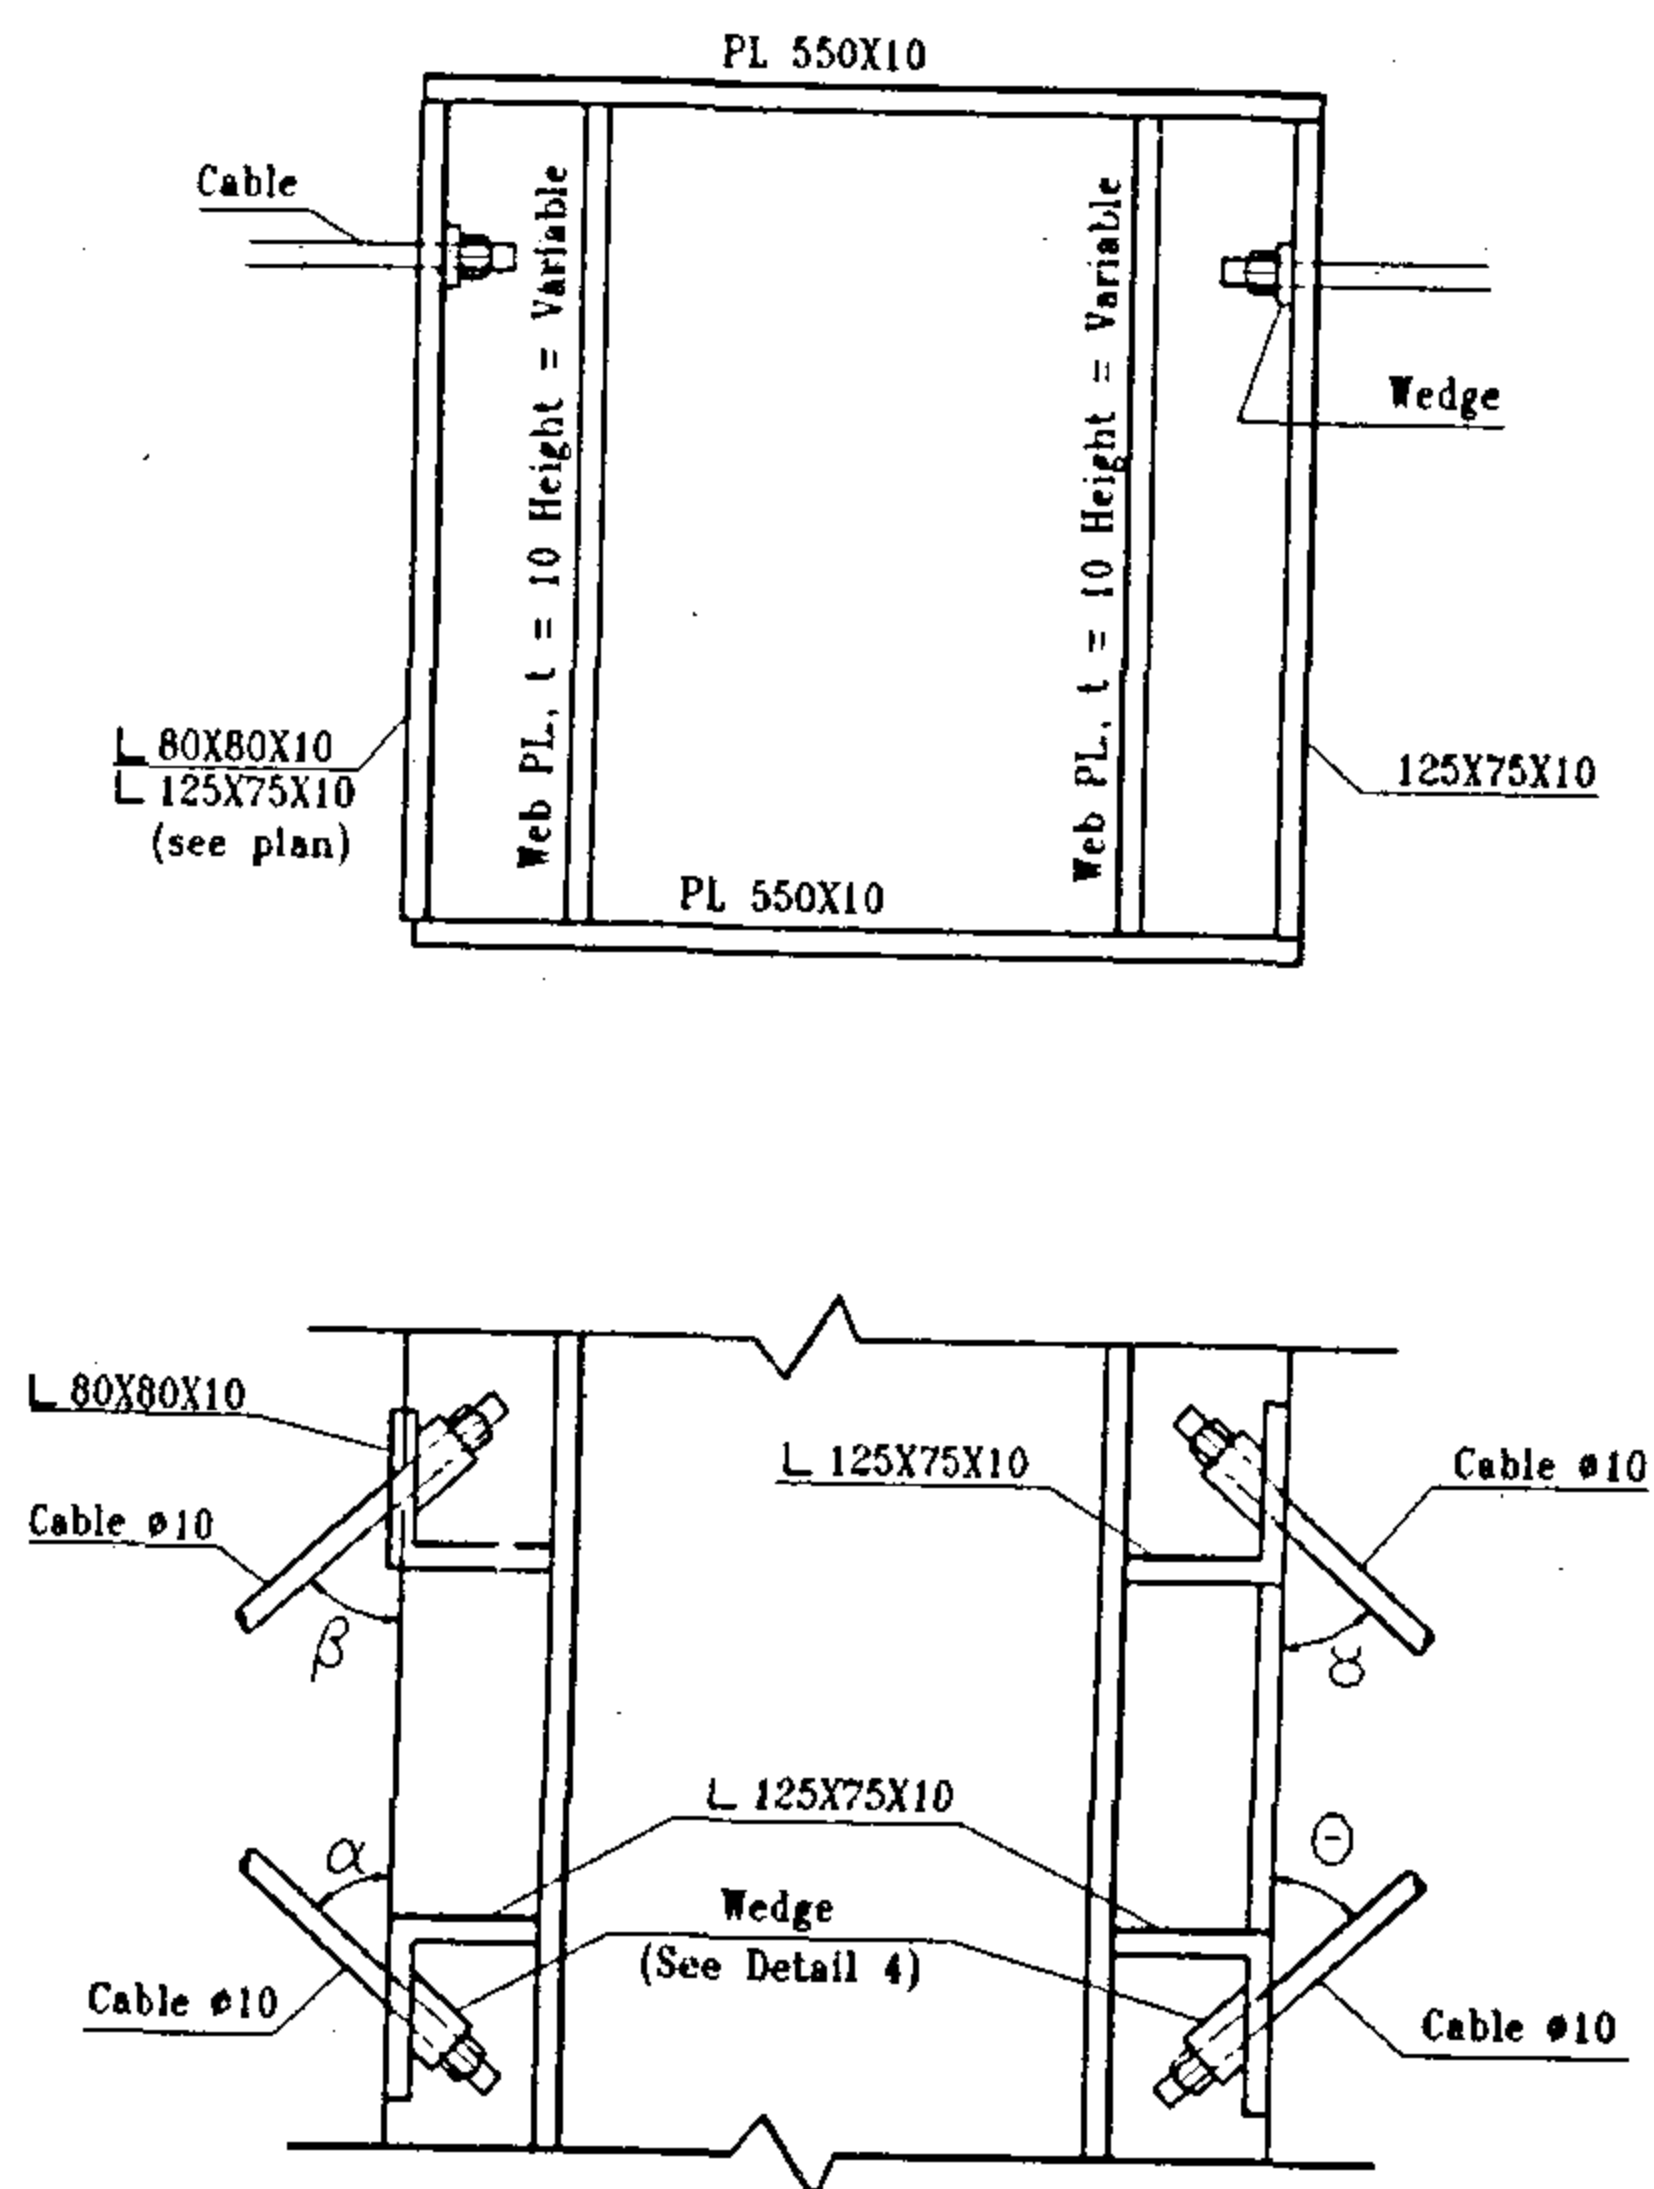 PL 550X10
Cable
Web PL, t = 10 Height = Variable
Web PL, t = 10 Height = Variable
Wedge
L 80X80X10
L 125X75X10
(see plan)
125X75X10
PL 550X10
L 80X80X10
L 125X75X10
Cable ø10
Cable ø10
β
α
L 125X75X10
α
θ
Wedge
(See Detail 4)
Cable ø10
Cable ø10